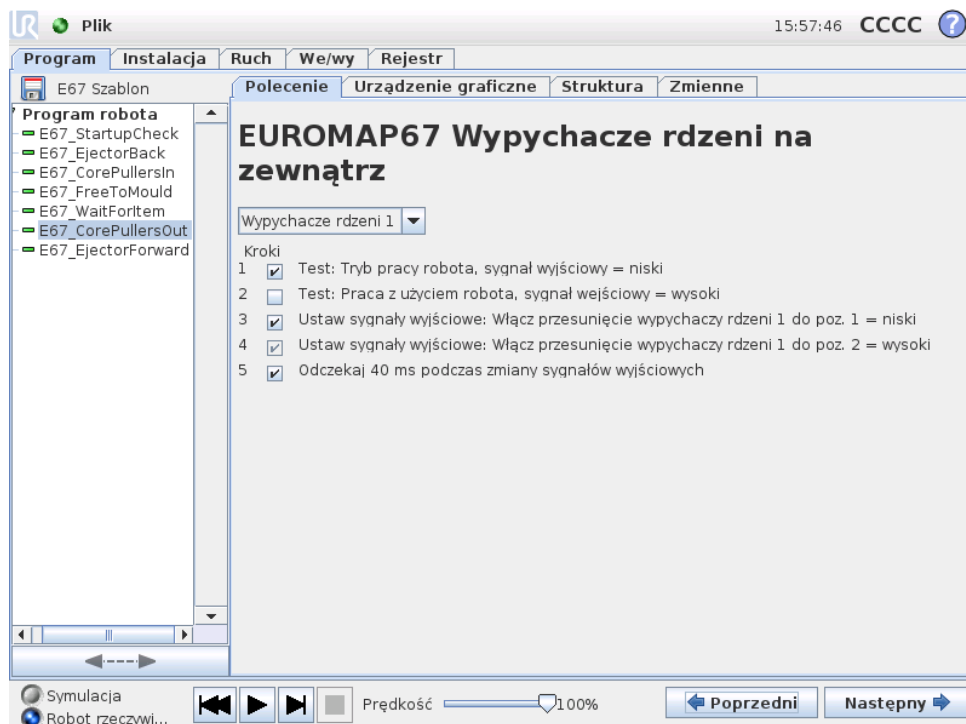 UR Plik 15:57:46 CCCC ?
Program Instalacja Ruch We/wy Rejestr
E67 Szablon
Polecenie Urządzenie graficzne Struktura Zmienne
Program robota
E67_StartupCheck
E67_EjectorBack
E67_CorePullersIn
E67_FreeToMould
E67_WaitForItem
E67_CorePullersOut
E67_EjectorForward
EUROMAP67 Wypychacze rdzeni na
zewnątrz
Wypychacze rdzeni 1
Kroki
1 Test: Tryb pracy robota, sygnał wyjściowy = niski
2 Test: Praca z użyciem robota, sygnał wejściowy = wysoki
3 Ustaw sygnały wyjściowe: Włącz przesunięcie wypychaczy rdzeni 1 do poz. 1 = niski
4 Ustaw sygnały wyjściowe: Włącz przesunięcie wypychaczy rdzeni 1 do poz. 2 = wysoki
5 Odczekaj 40 ms podczas zmiany sygnałów wyjściowych
Symulacja
Robot rzeczywi...
Prędkość 100%
Poprzedni Następny